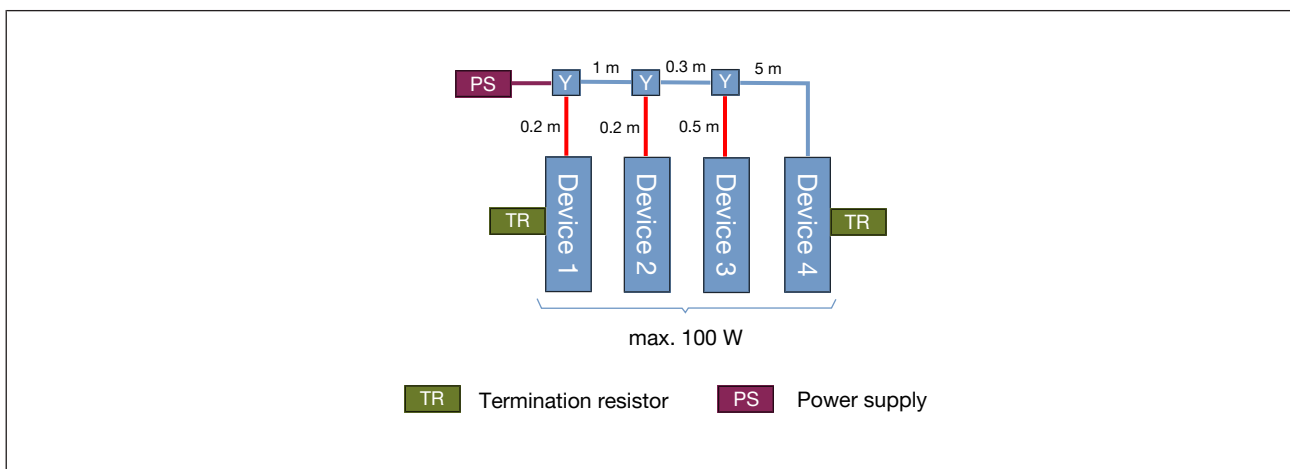 1 m 0.3 m 5 m
PS Y Y Y
0.2 m 0.2 m 0.5 m
Device 1 Device 2 Device 3 Device 4
TR TR
max. 100 W
TR Termination resistor PS Power supply